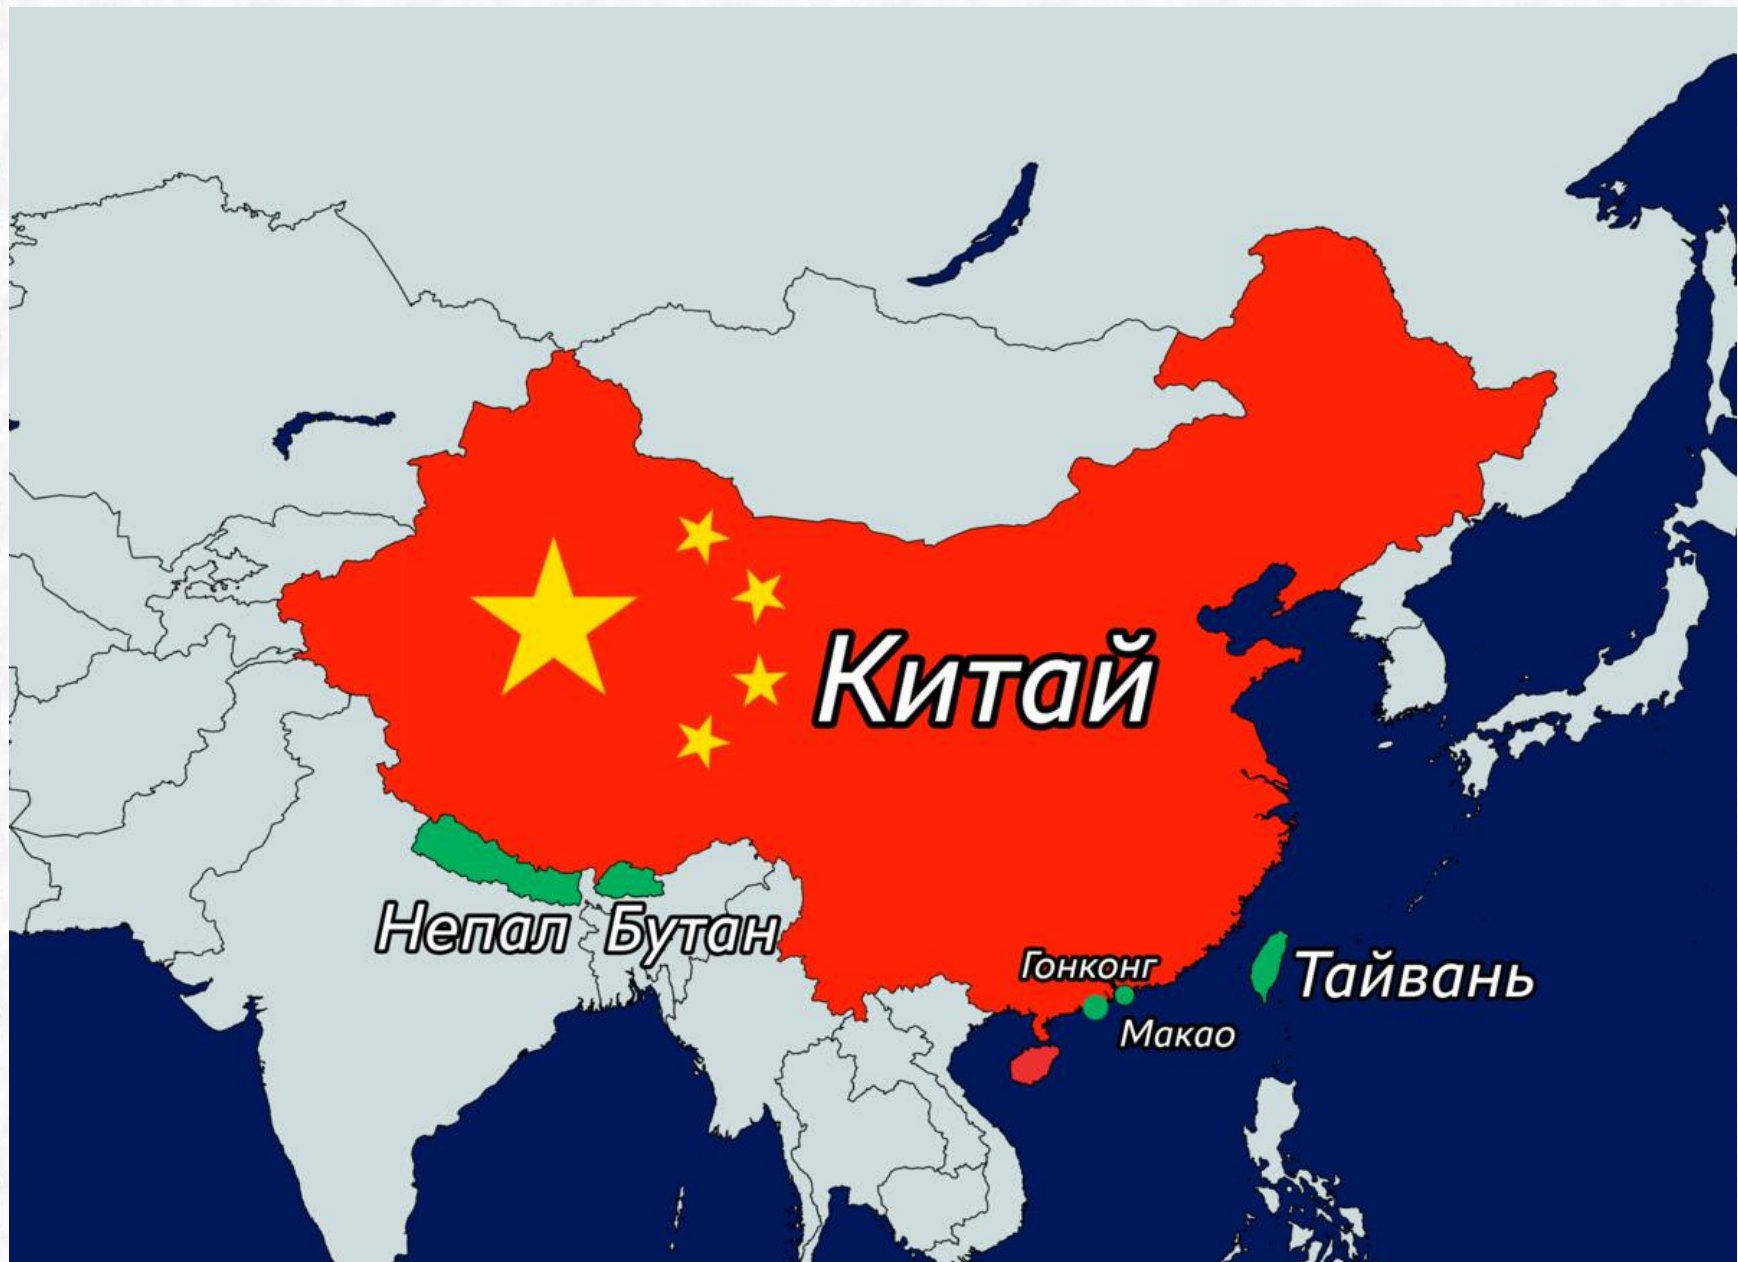 Китай
Непал
Бутан
Гонконг
Тайвань
Макао